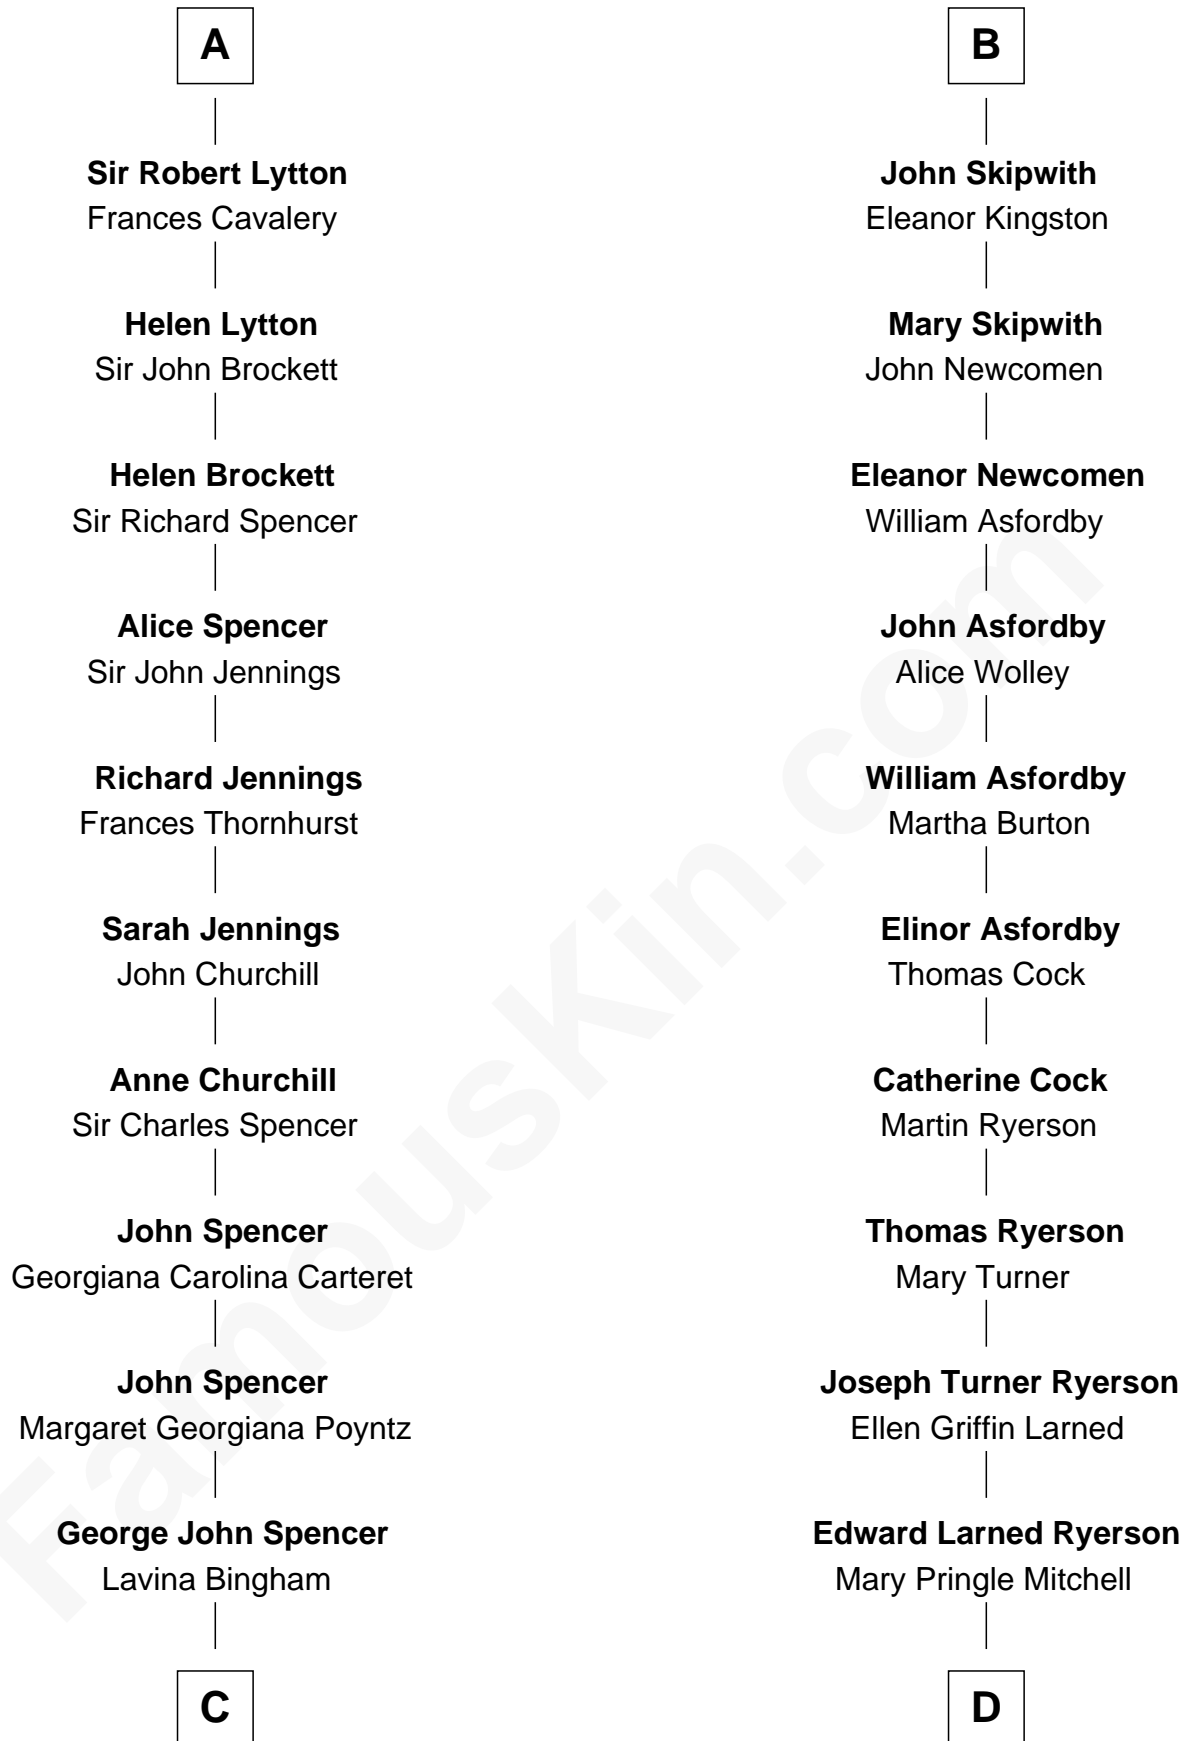 A
Sir Robert Lytton
Frances Cavalery
Helen Lytton
Sir John Brockett
Helen Brockett
Sir Richard Spencer
Alice Spencer
Sir John Jennings
Richard Jennings
Frances Thornhurst
Sarah Jennings
John Churchill
Anne Churchill
Sir Charles Spencer
John Spencer
Georgiana Carolina Carteret
John Spencer
Margaret Georgiana Poyntz
George John Spencer
Lavina Bingham
C
B
John Skipwith
Eleanor Kingston
Mary Skipwith
John Newcomen
Eleanor Newcomen
William Asfordby
John Asfordby
Alice Wolley
William Asfordby
Martha Burton
Elinor Asfordby
Thomas Cock
Catherine Cock
Martin Ryerson
Thomas Ryerson
Mary Turner
Joseph Turner Ryerson
Ellen Griffin Larned
Edward Larned Ryerson
Mary Pringle Mitchell
D
FamousKin.com